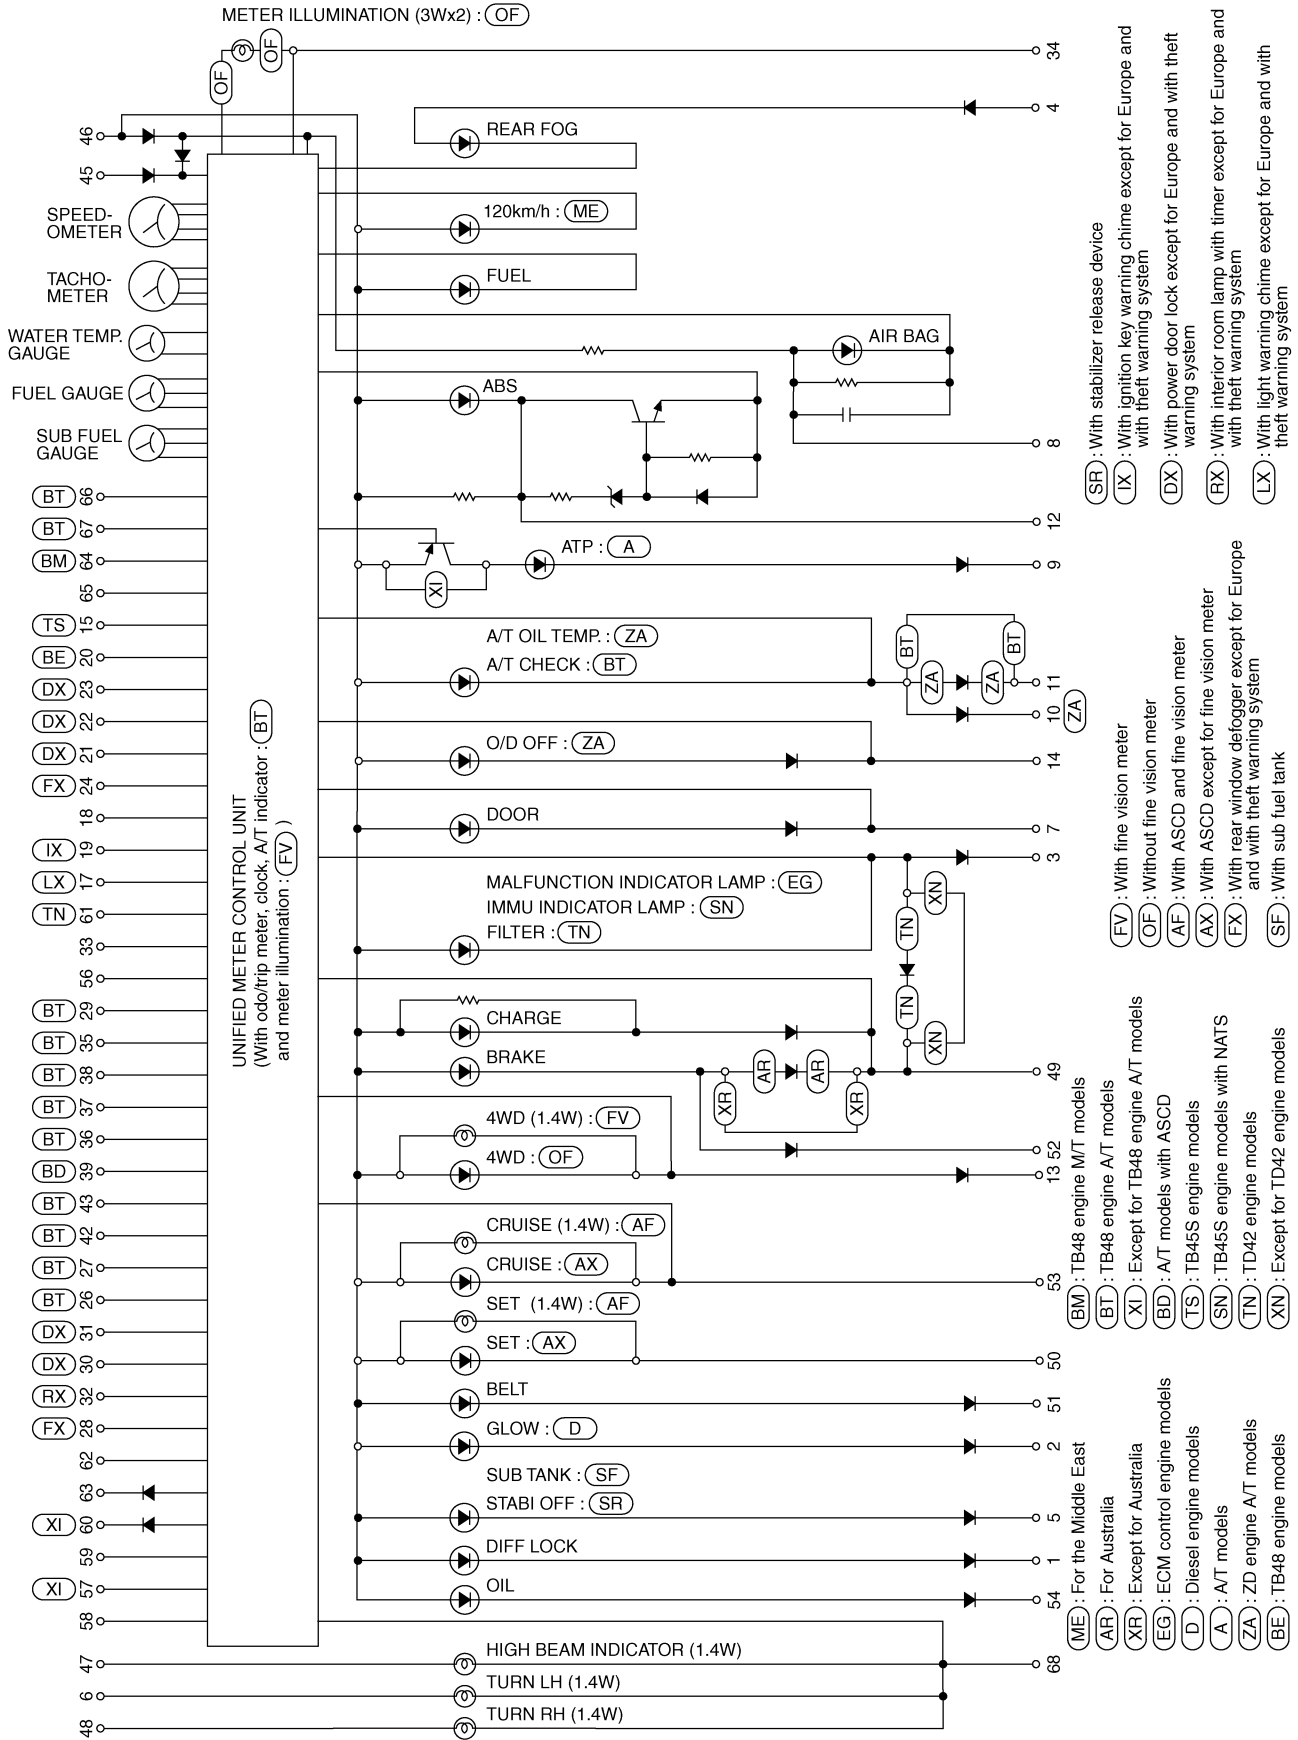 METER ILLUMINATION (3Wx2) : OF
OF
OF
34
4
46
45
REAR FOG
120km/h : ME
FUEL
AIR BAG
ABS
8
12
ATP : A
XI
9
A/T OIL TEMP. : ZA
A/T CHECK : BT
BT
BT
ZA
ZA
11
10
ZA
O/D OFF : ZA
14
DOOR
7
3
MALFUNCTION INDICATOR LAMP : EG
IMMU INDICATOR LAMP : SN
FILTER : TN
XN
TN
TN
XN
CHARGE
BRAKE
AR
AR
XR
XR
49
4WD (1.4W) : FV
4WD : OF
52
13
CRUISE (1.4W) : AF
CRUISE : AX
53
SET (1.4W) : AF
SET : AX
50
BELT
51
GLOW : D
2
SUB TANK : SF
STABI OFF : SR
5
DIFF LOCK
1
OIL
54
HIGH BEAM INDICATOR (1.4W)
68
TURN LH (1.4W)
TURN RH (1.4W)
SPEED-
OMETER
TACHO-
METER
WATER TEMP.
GAUGE
FUEL GAUGE
SUB FUEL
GAUGE
BT 66
BT 67
BM 64
65
TS 15
BE 20
DX 23
DX 22
DX 21
FX 24
18
IX 19
LX 17
TN 61
33
56
BT 29
BT 35
BT 38
BT 37
BT 36
BD 39
BT 43
BT 42
BT 27
BT 26
DX 31
DX 30
RX 32
FX 28
62
63
XI 60
59
XI 57
58
47
6
48
UNIFIED METER CONTROL UNIT
(With odo/trip meter, clock, A/T indicator : BT
and meter illumination : FV )
SR : With stabilizer release device
IX : With ignition key warning chime except for Europe and
with theft warning system
DX : With power door lock except for Europe and with theft
warning system
RX : With interior room lamp with timer except for Europe and
with theft warning system
LX : With light warning chime except for Europe and with
theft warning system
FV : With fine vision meter
OF : Without fine vision meter
AF : With ASCD and fine vision meter
AX : With ASCD except for fine vision meter
FX : With rear window defogger except for Europe
and with theft warning system
SF : With sub fuel tank
BM : TB48 engine M/T models
BT : TB48 engine A/T models
XI : Except for TB48 engine A/T models
BD : A/T models with ASCD
TS : TB45S engine models
SN : TB45S engine models with NATS
TN : TD42 engine models
XN : Except for TD42 engine models
ME : For the Middle East
AR : For Australia
XR : Except for Australia
EG : ECM control engine models
D : Diesel engine models
A : A/T models
ZA : ZD engine A/T models
BE : TB48 engine models